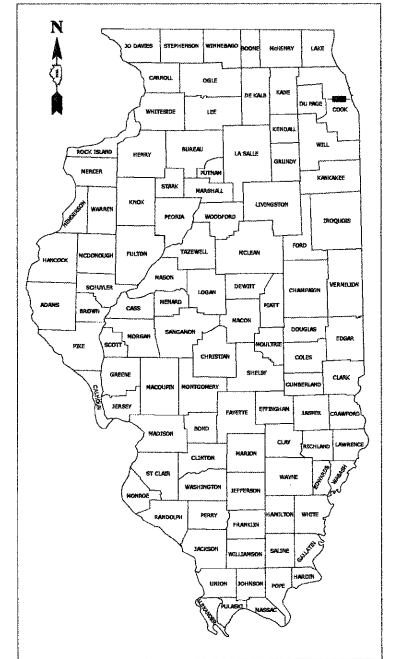 N
JO DAVIES STEPHENSON WINNEBAGO BOONE McHENRY LAKE
CARROLL OGLE DE KALB KANE DU PAGE COOK
WHITESIDE LEE KENDALL WILL
ROCK ISLAND HENRY BUREAU LA SALLE GRUNDY
MERCER PUTNAM KANKAKEE
HENDERSON WARREN KNOX STARK MARSHALL LIVINGSTON
PEORIA WOODFORD IROQUOIS
HANCOCK MCDONOUGH FULTON TAZEWELL MCLEAN FORD
SCHUYLER MASON LOGAN DEWITT CHAMPAIGN VERMILION
ADAMS BROWN CASS MENARD PIATT
MACON
PIKE SCOTT MORGAN SANGAMON CHRISTIAN MOULTRIE DOUGLAS EDGAR
COLES
GREENE SHELBY CLARK
CALHOUN MACOUPIN MONTGOMERY CUMBERLAND
JERSEY FAYETTE EFFINGHAM JASPER CRAWFORD
MADISON BOND
CLAY RICHLAND LAWRENCE
CLINTON MARION
ST CLAIR WAYNE EDWARDS WABASH
MONROE WASHINGTON JEFFERSON
RANDOLPH PERRY HAMILTON WHITE
FRANKLIN
JACKSON WILLIAMSON SALINE GALLATIN
UNION JOHNSON POPE HARDIN
ALEXANDER PULASKI MASSAC